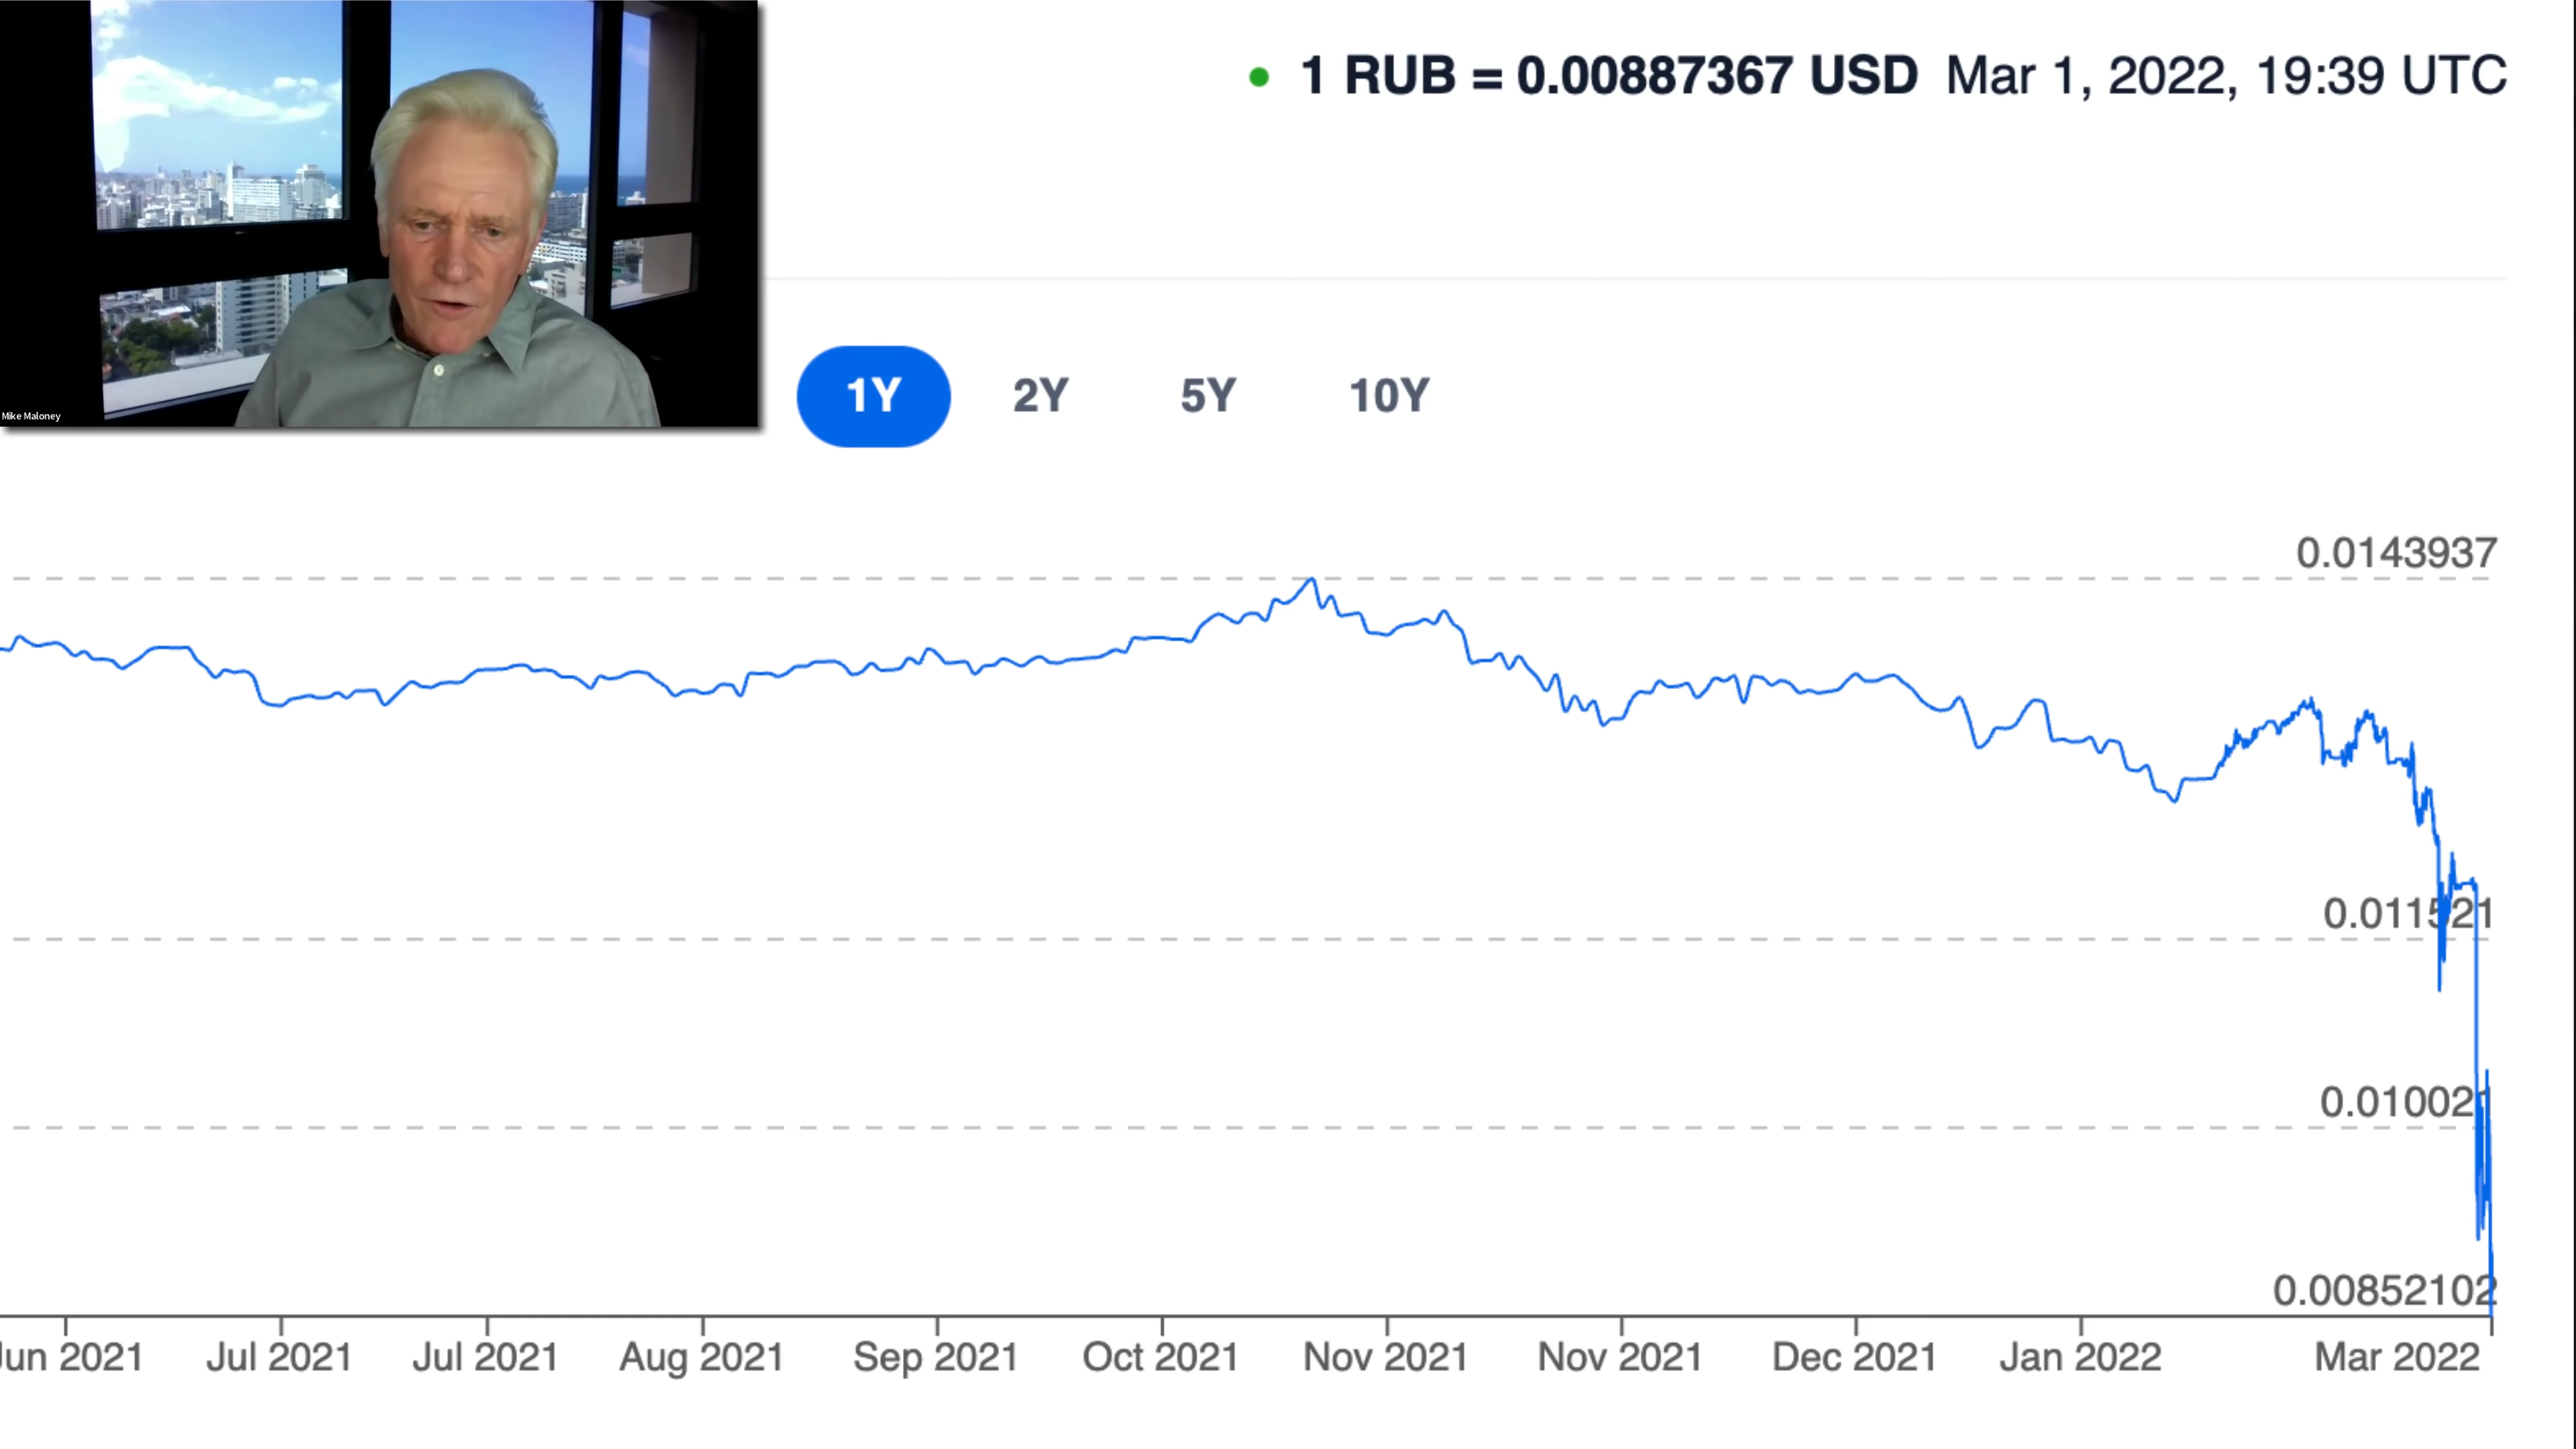 1 RUB = 0.00887367 USD Mar 1, 2022, 19:39 UTC
1Y 2Y 5Y 10Y
Mike Maloney
0.0143937
0.011521
0.01002
0.00852102
Jun 2021 Jul 2021 Jul 2021 Aug 2021 Sep 2021 Oct 2021 Nov 2021 Nov 2021 Dec 2021 Jan 2022 Mar 2022